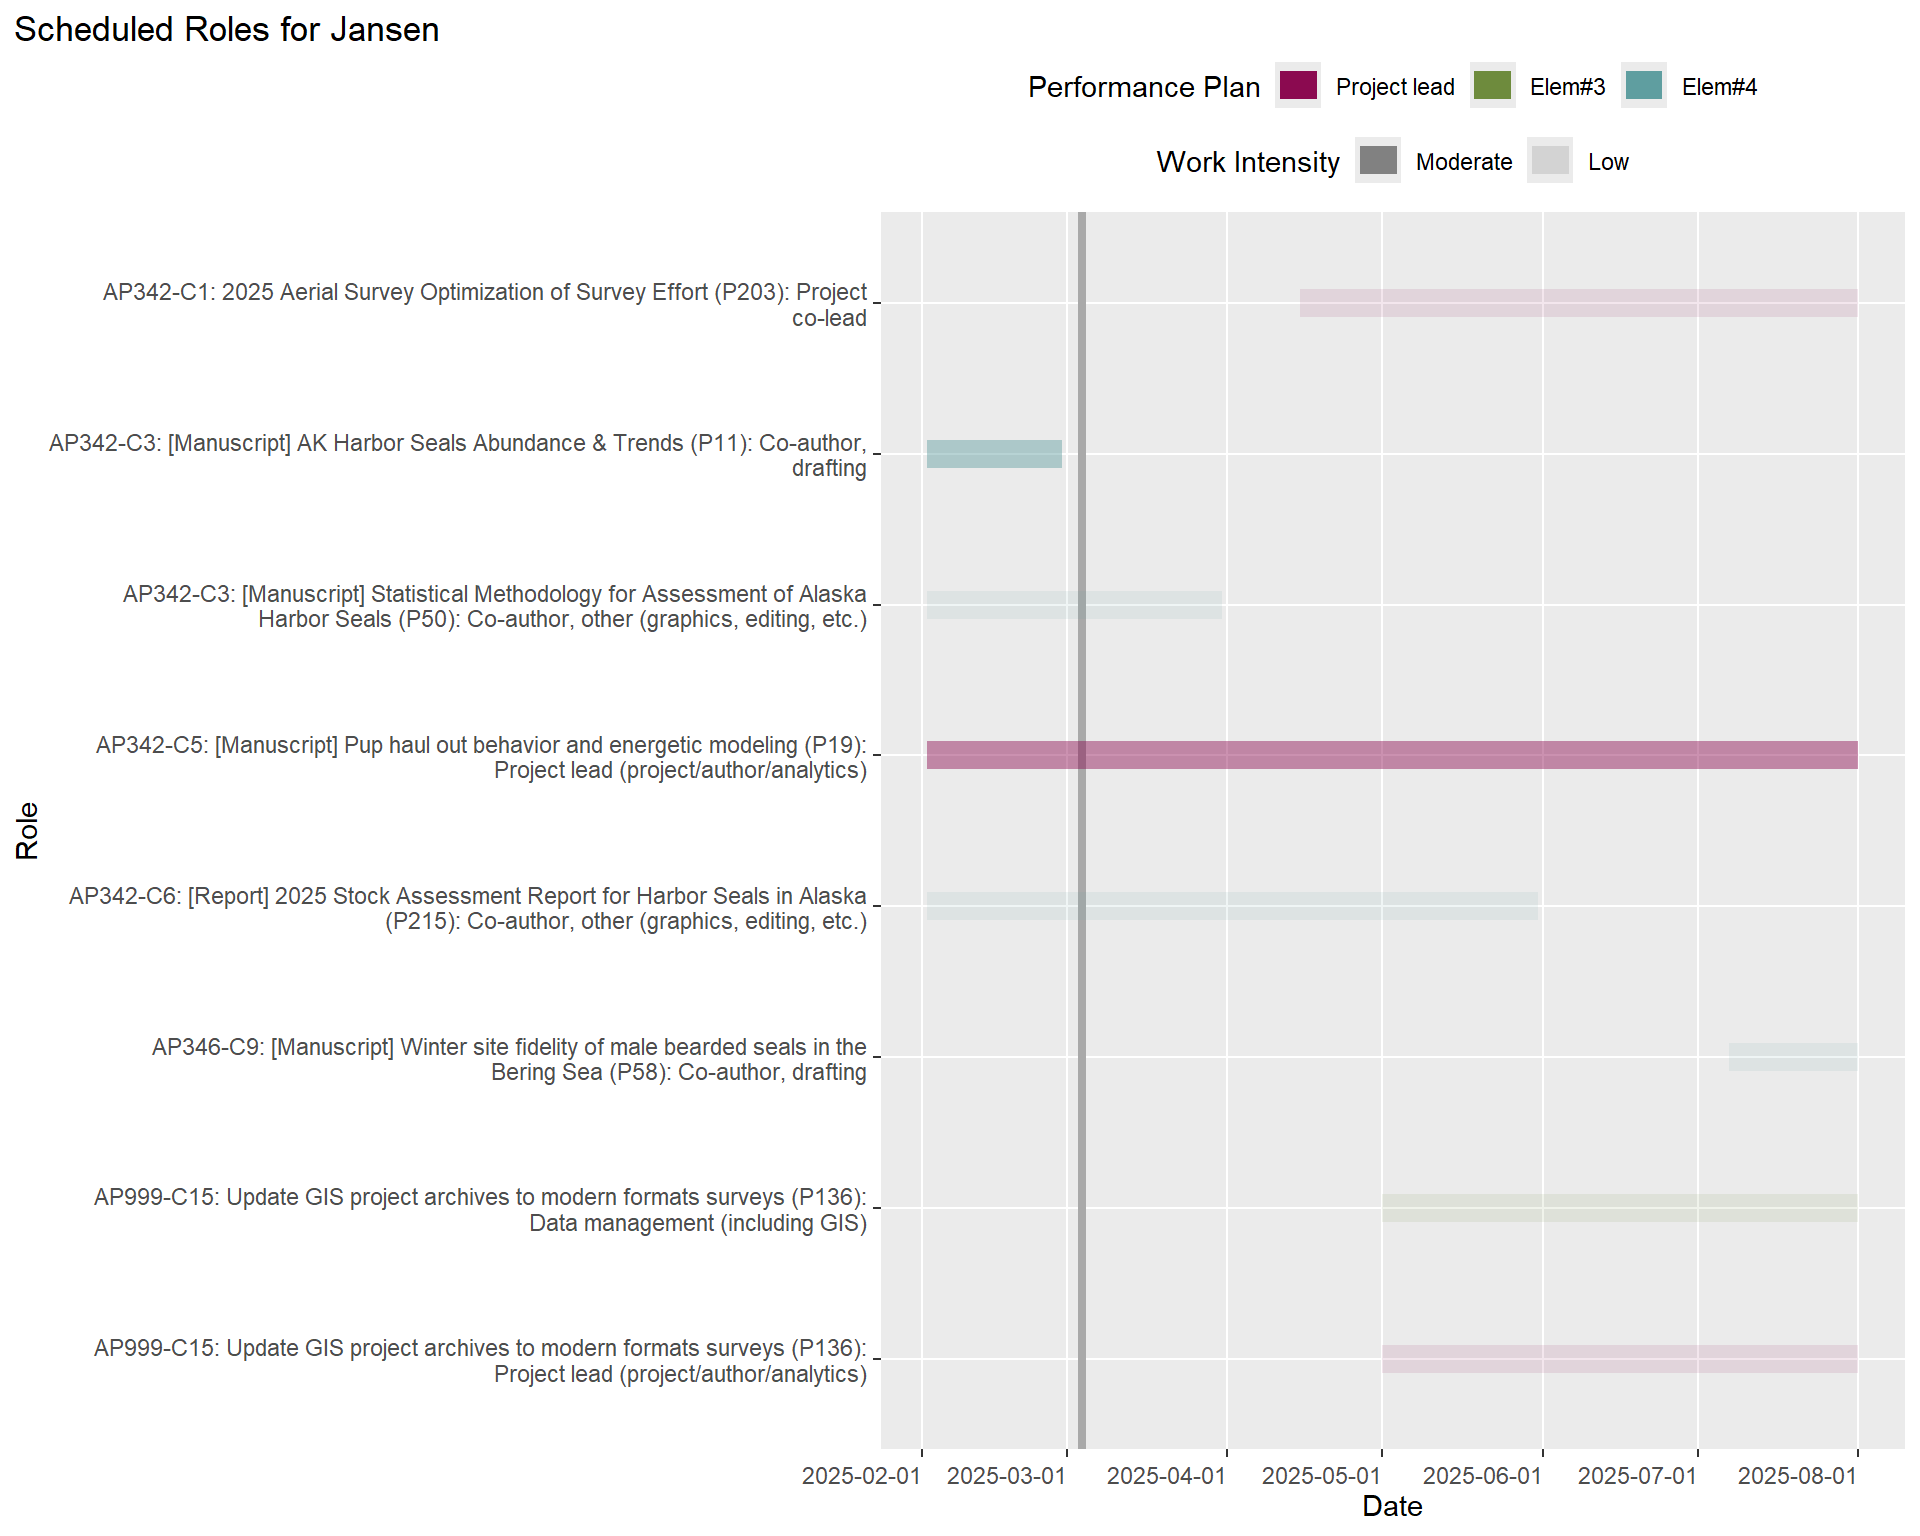 Scheduled Roles for Jansen
Performance Plan Project lead Elem#3 Elem#4
Work Intensity Moderate Low
AP342-C1: 2025 Aerial Survey Optimization of Survey Effort (P203): Project
co-lead
AP342-C3: [Manuscript] AK Harbor Seals Abundance & Trends (P11): Co-author,
drafting
AP342-C3: [Manuscript] Statistical Methodology for Assessment of Alaska
Harbor Seals (P50): Co-author, other (graphics, editing, etc.)
AP342-C5: [Manuscript] Pup haul out behavior and energetic modeling (P19):
Project lead (project/author/analytics)
Role
AP342-C6: [Report] 2025 Stock Assessment Report for Harbor Seals in Alaska
(P215): Co-author, other (graphics, editing, etc.)
AP346-C9: [Manuscript] Winter site fidelity of male bearded seals in the
Bering Sea (P58): Co-author, drafting
AP999-C15: Update GIS project archives to modern formats surveys (P136):
Data management (including GIS)
AP999-C15: Update GIS project archives to modern formats surveys (P136):
Project lead (project/author/analytics)
2025-02-01 2025-03-01 2025-04-01 2025-05-01 2025-06-01 2025-07-01 2025-08-01
Date